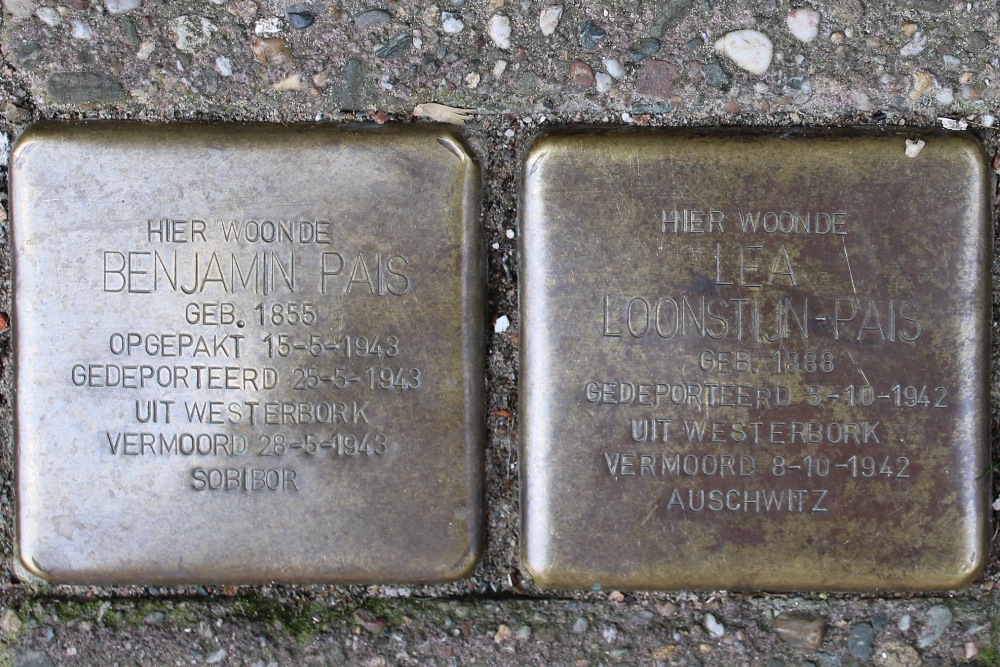 HIER WOONDE
BENJAMIN PAIS
GEB. 1855
OPGEPAKT 15-5-1943
GEDEPORTEERD 25-5-1943
UIT WESTERBORK
VERMOORD 28-5-1943
SOBIBOR
HIER WOONDE
LEA
LOONSTIJN-PAIS
GEB. 1888
GEDEPORTEERD 5-10-1942
UIT WESTERBORK
VERMOORD 8-10-1942
AUSCHWITZ